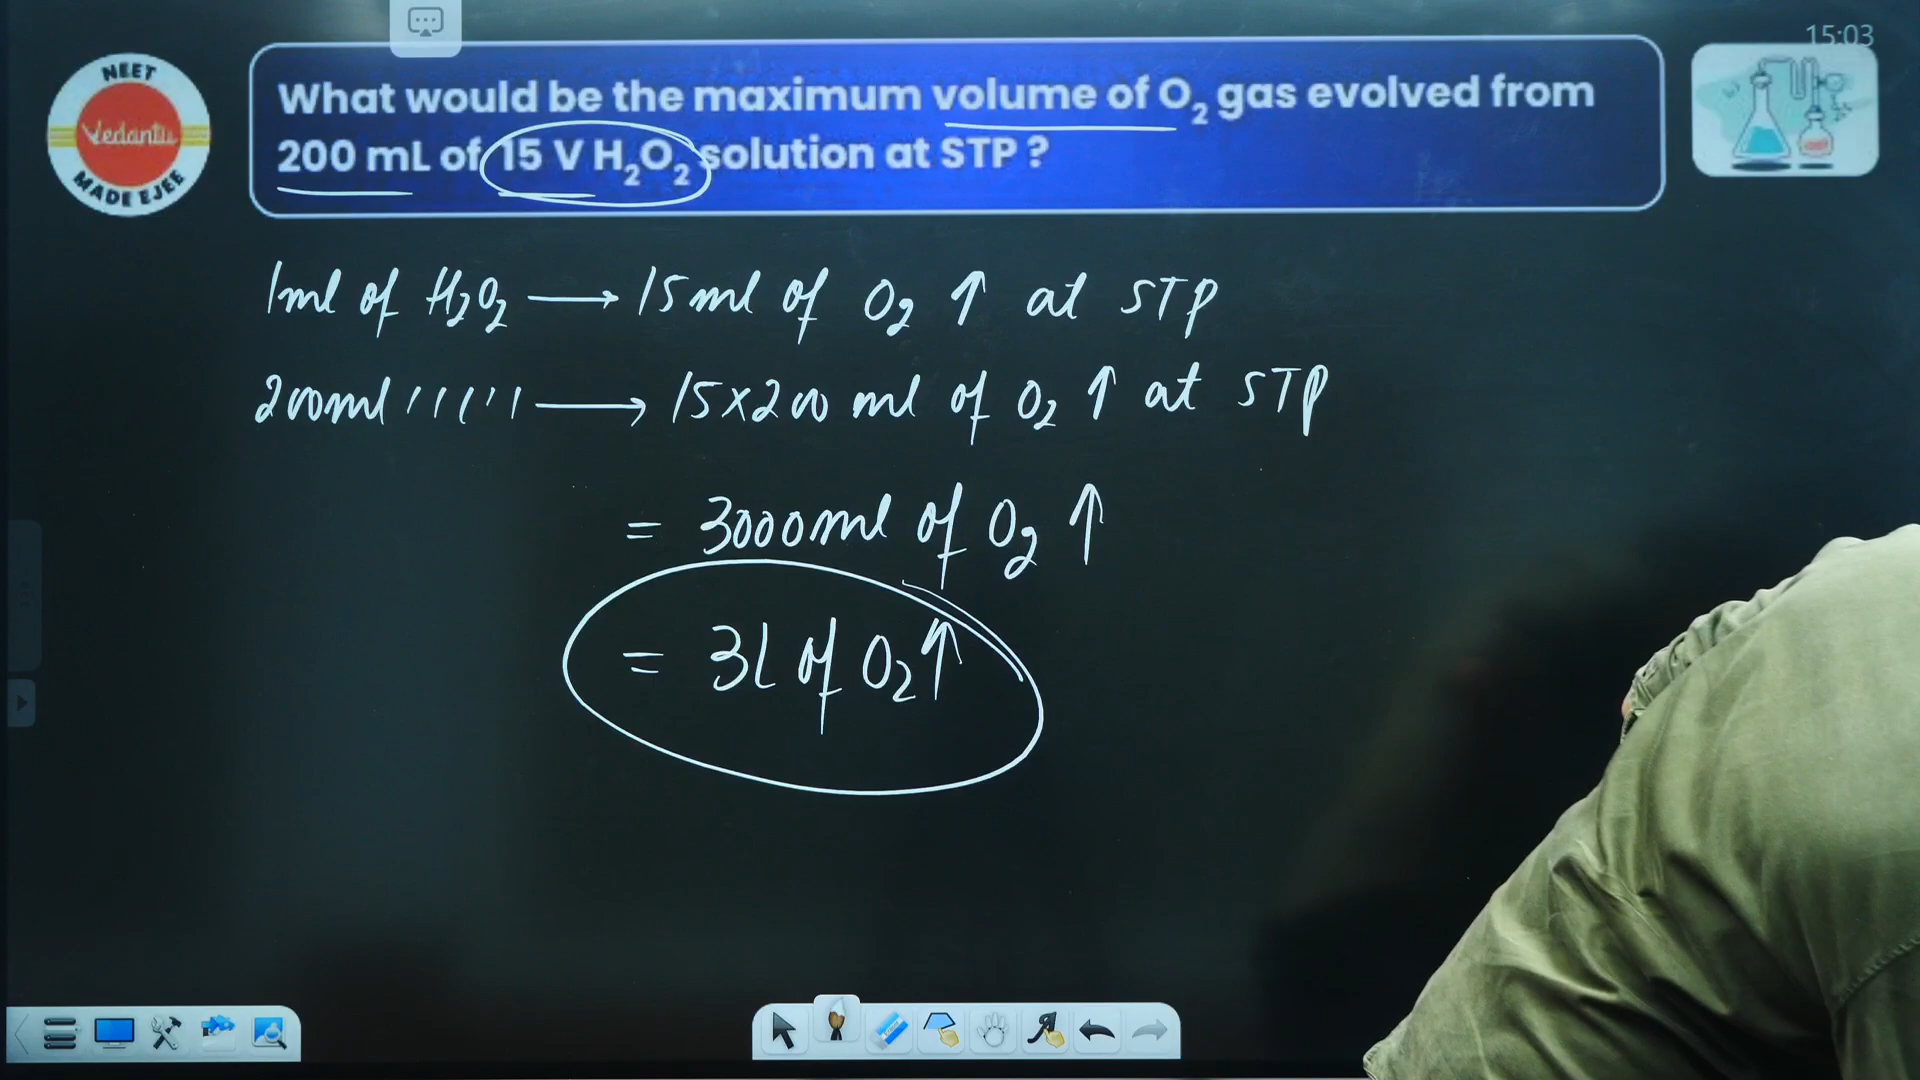 15:03
NEET
Vedantu
MADE EJEE
What would be the maximum volume of O₂ gas evolved from
200 mL of 15 V H₂O₂ solution at STP ?
1ml of H₂O₂ ⟶ 15ml of O₂ ↑ at STP
200ml ''''' ⟶ 15×200 ml of O₂ ↑ at STP
= 3000ml of O₂ ↑
= 3L of O₂ ↑